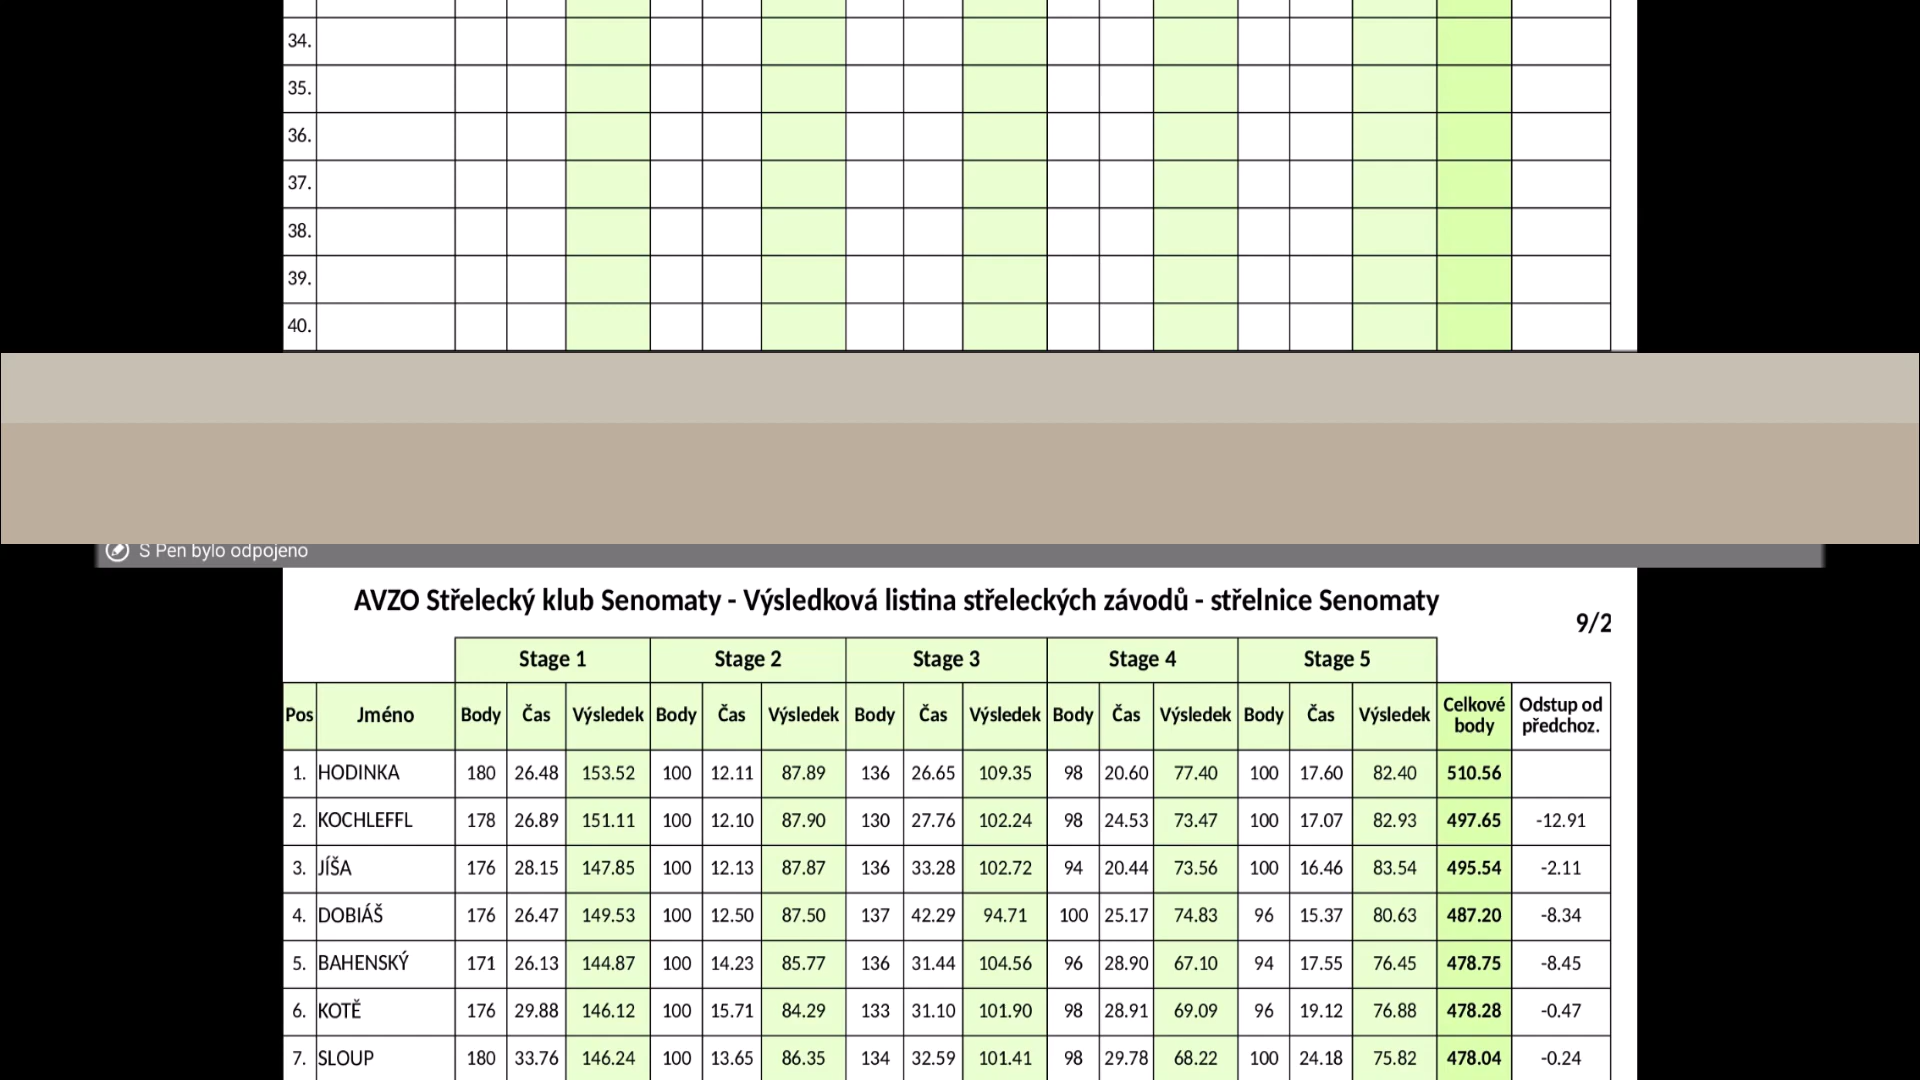 34.
35.
36.
37.
38.
39.
40.
S Pen bylo odpojeno
AVZO Střelecký klub Senomaty - Výsledková listina střeleckých závodů - střelnice Senomaty
9/2
Stage 1 Stage 2 Stage 3 Stage 4 Stage 5
Pos Jméno Body Čas Výsledek Body Čas Výsledek Body Čas Výsledek Body Čas Výsledek Body Čas Výsledek Celkové body Odstup od předchoz.
1. HODINKA 180 26.48 153.52 100 12.11 87.89 136 26.65 109.35 98 20.60 77.40 100 17.60 82.40 510.56
2. KOCHLEFFL 178 26.89 151.11 100 12.10 87.90 130 27.76 102.24 98 24.53 73.47 100 17.07 82.93 497.65 -12.91
3. JÍŠA 176 28.15 147.85 100 12.13 87.87 136 33.28 102.72 94 20.44 73.56 100 16.46 83.54 495.54 -2.11
4. DOBIÁŠ 176 26.47 149.53 100 12.50 87.50 137 42.29 94.71 100 25.17 74.83 96 15.37 80.63 487.20 -8.34
5. BAHENSKÝ 171 26.13 144.87 100 14.23 85.77 136 31.44 104.56 96 28.90 67.10 94 17.55 76.45 478.75 -8.45
6. KOTĚ 176 29.88 146.12 100 15.71 84.29 133 31.10 101.90 98 28.91 69.09 96 19.12 76.88 478.28 -0.47
7. SLOUP 180 33.76 146.24 100 13.65 86.35 134 32.59 101.41 98 29.78 68.22 100 24.18 75.82 478.04 -0.24